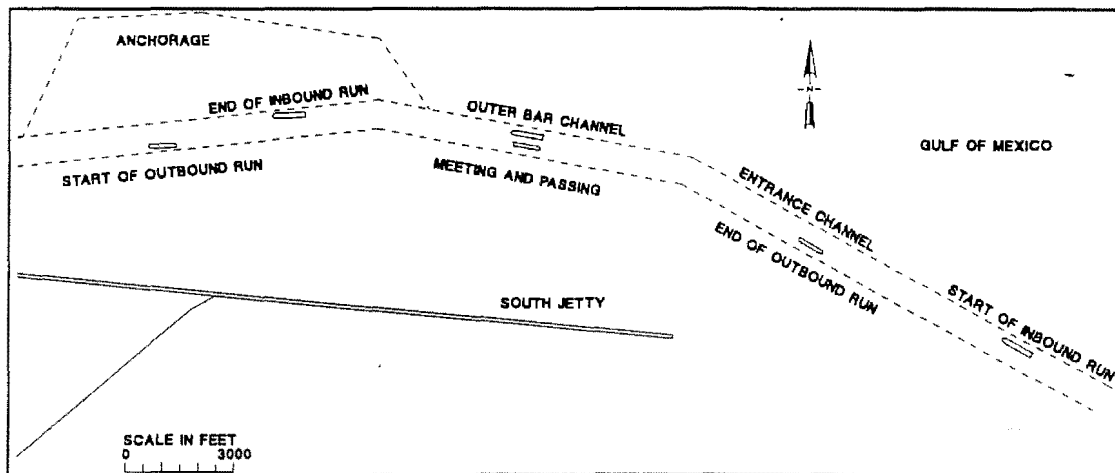 ANCHORAGE
END OF INBOUND RUN
START OF OUTBOUND RUN
OUTER BAR CHANNEL
MEETING AND PASSING
N
GULF OF MEXICO
ENTRANCE CHANNEL
END OF OUTBOUND RUN
START OF INBOUND RUN
SOUTH JETTY
SCALE IN FEET
0 3000